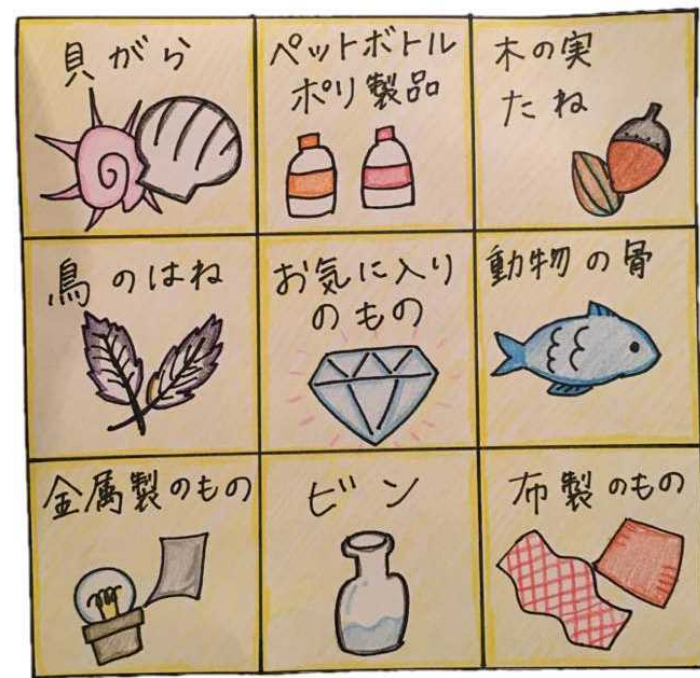 貝がら
ペットボトル
ポリ製品
木の実
たね
鳥のはね
お気に入り
のもの
動物の骨
金属製のもの
ビン
布製のもの